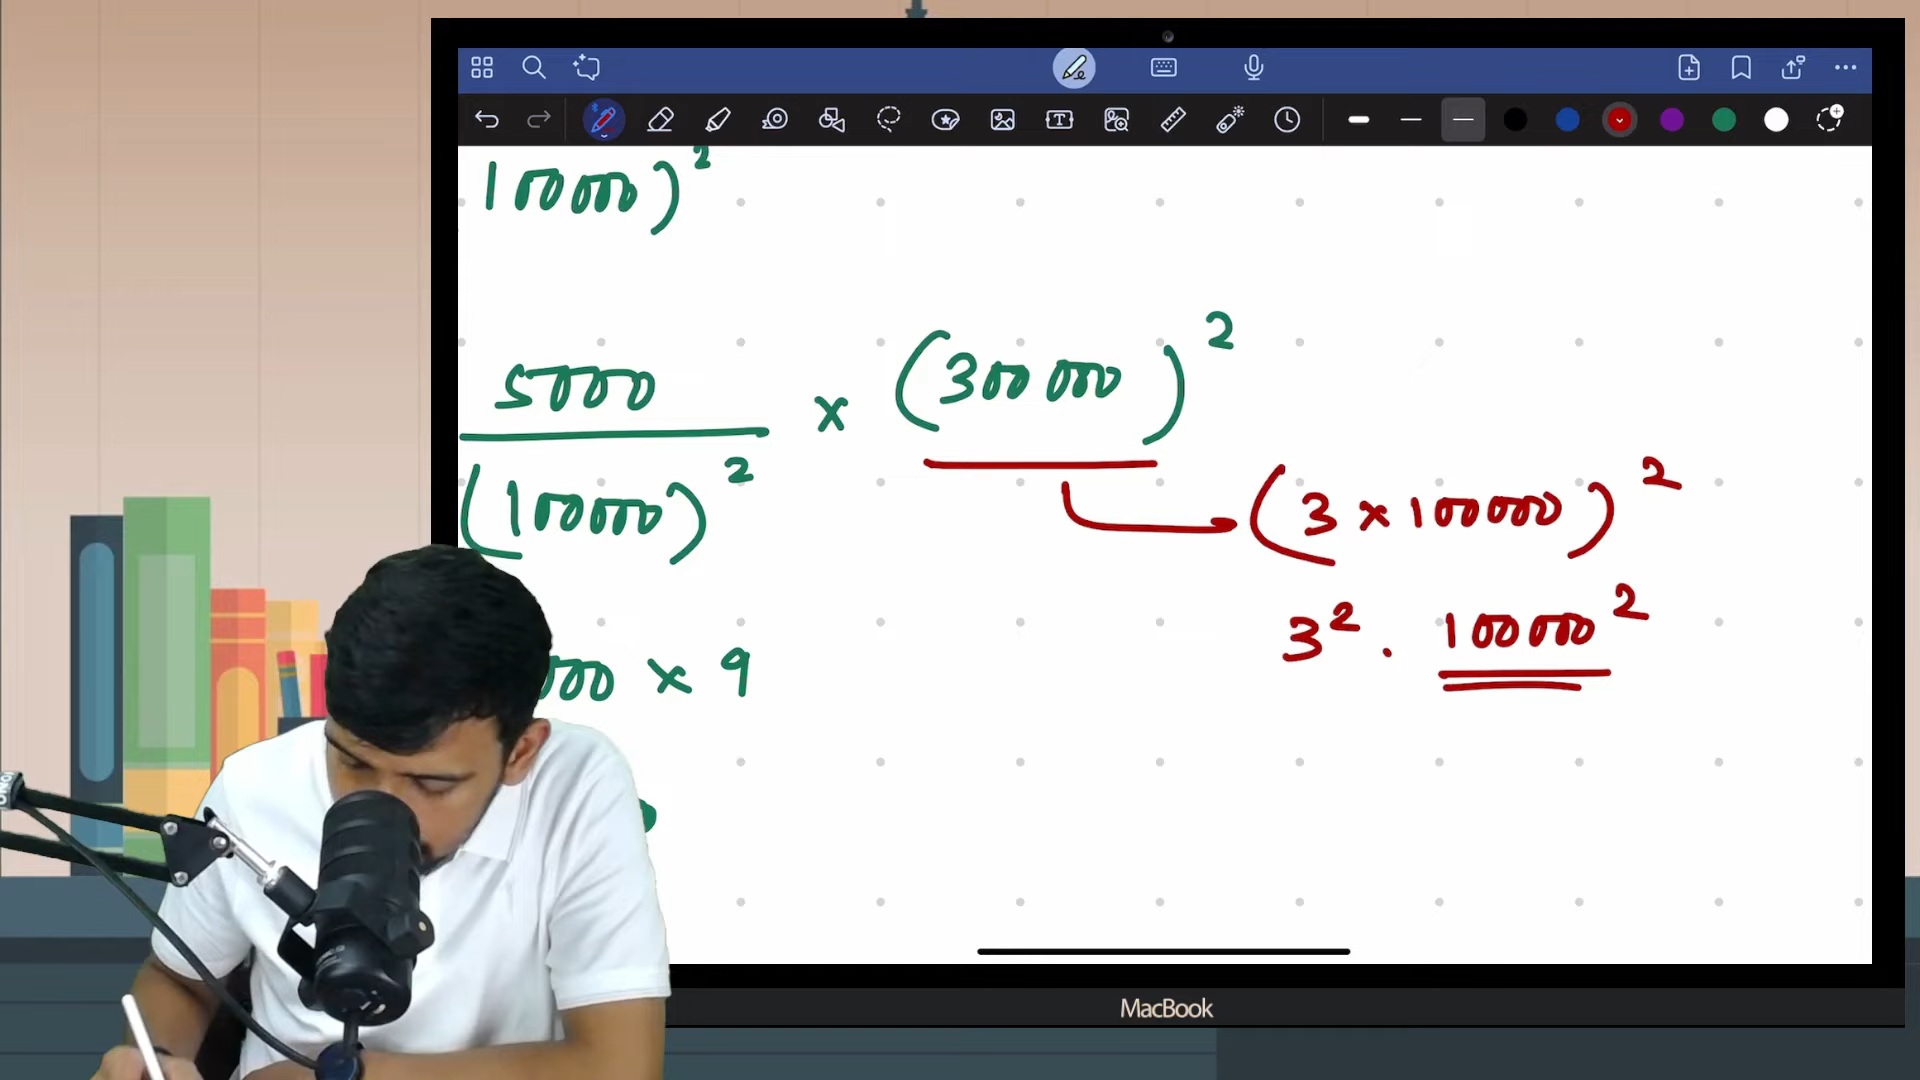 100000)²
5000 / (100000)² × (300000)²
(3 × 100000)²
3² · 100000²
000 × 9
MacBook